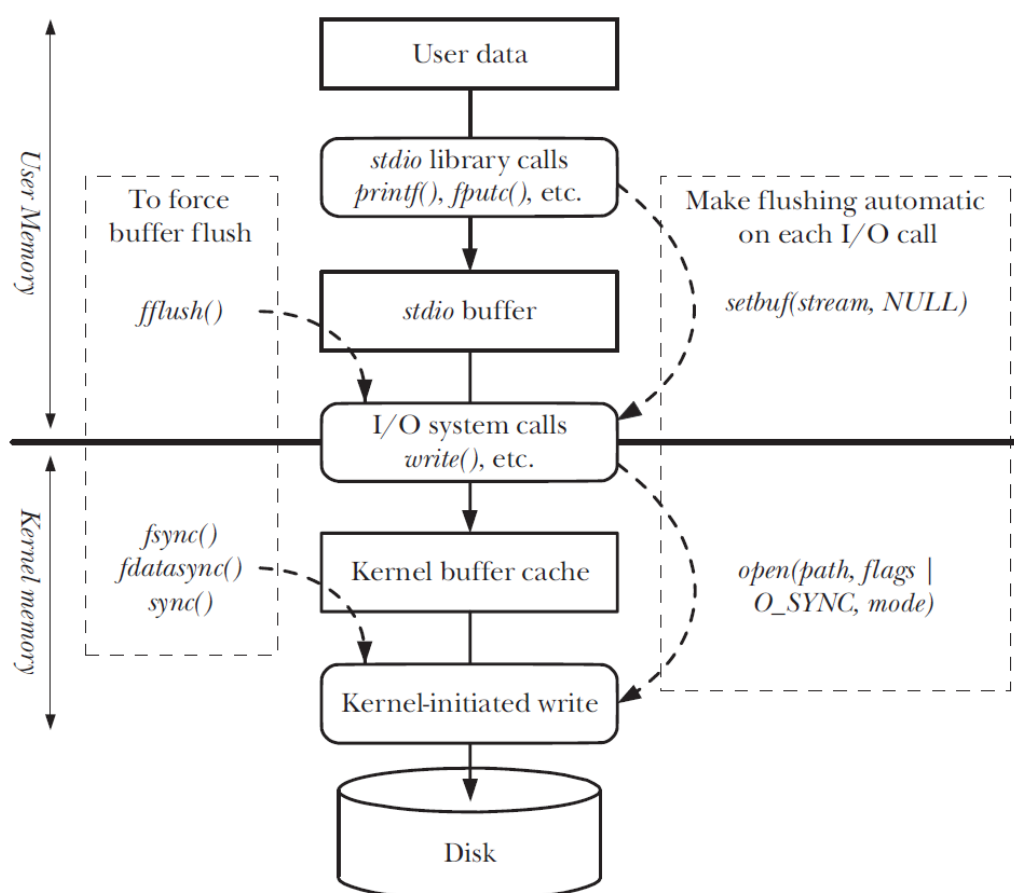 User data
stdio library calls
printf(), fputc(), etc.
To force
buffer flush
Make flushing automatic
on each I/O call
fflush()
stdio buffer
setbuf(stream, NULL)
User Memory
I/O system calls
write(), etc.
Kernel memory
fsync()
fdatasync()
sync()
Kernel buffer cache
open(path, flags |
O_SYNC, mode)
Kernel-initiated write
Disk